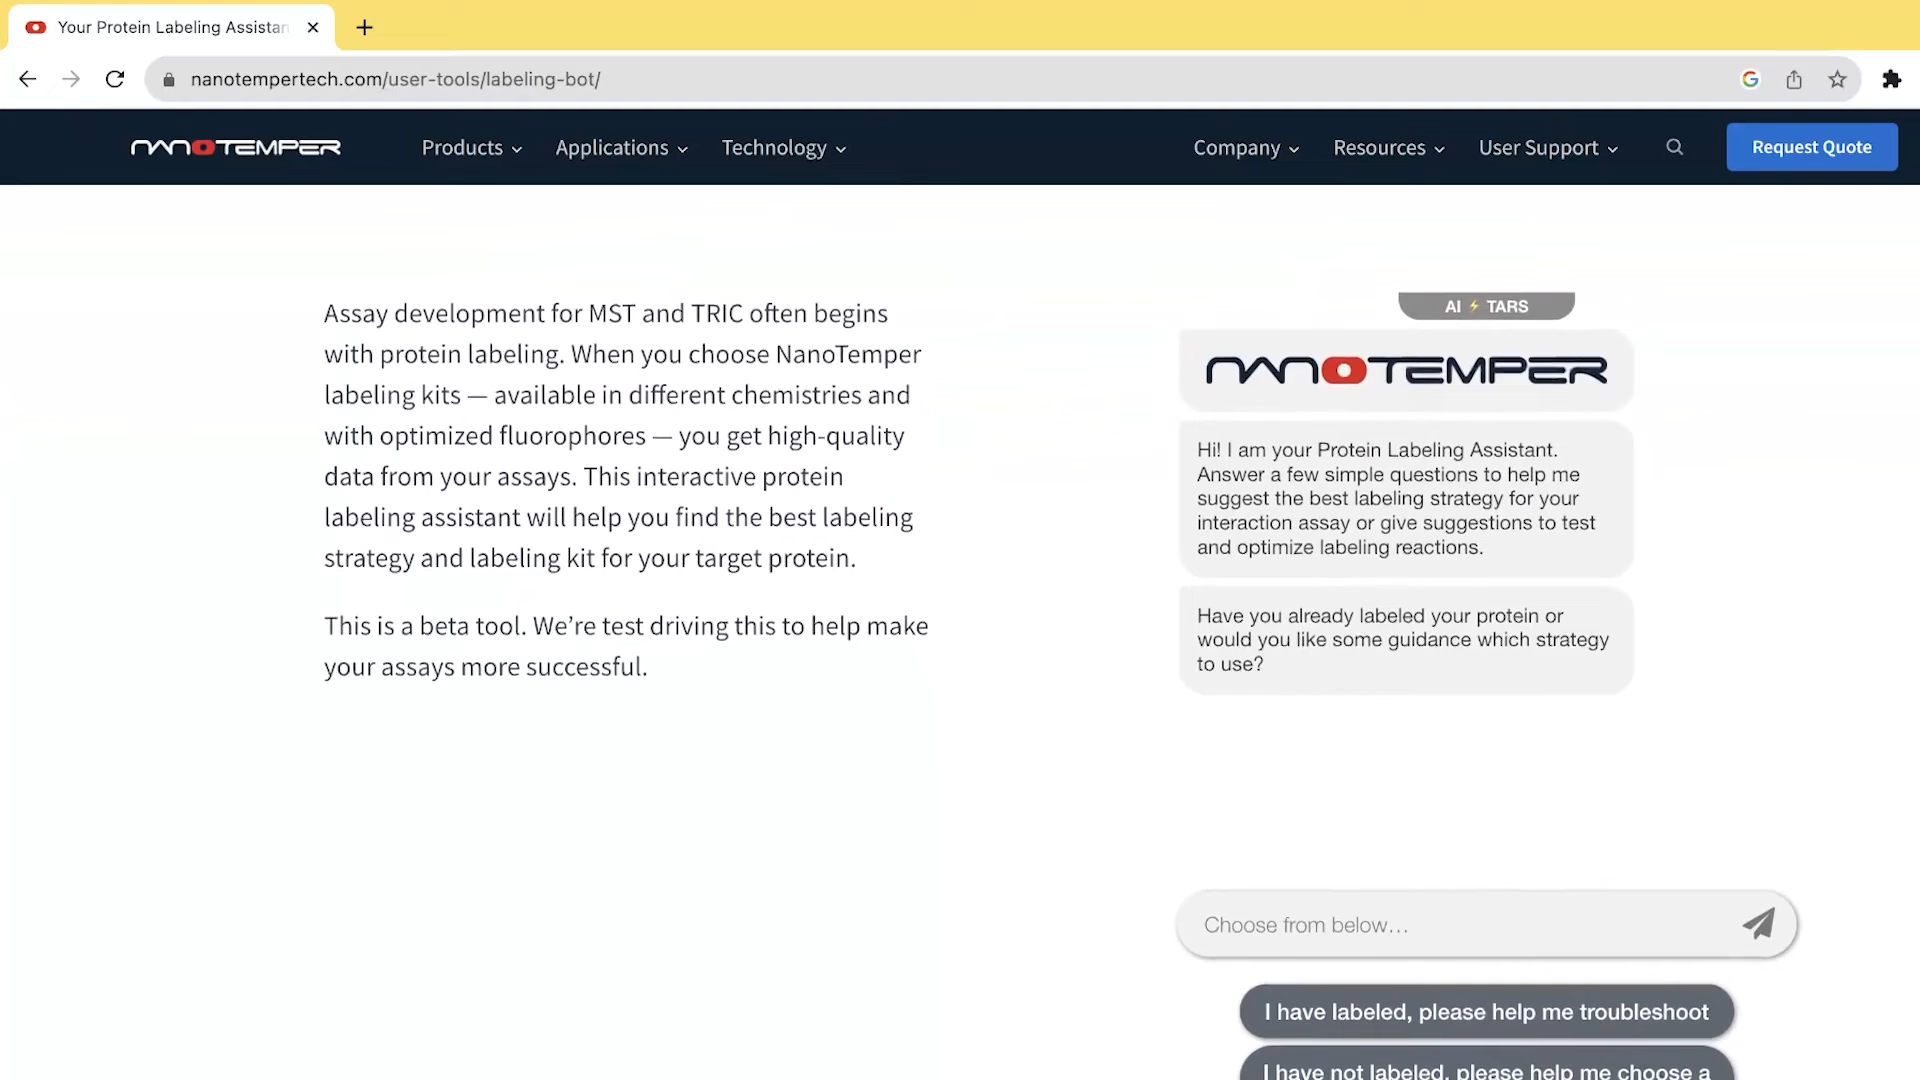 Your Protein Labeling Assistan
nanotempertech.com/user-tools/labeling-bot/
NANOTEMPER
Products
Applications
Technology
Company
Resources
User Support
Request Quote
Assay development for MST and TRIC often begins
with protein labeling. When you choose NanoTemper
labeling kits — available in different chemistries and
with optimized fluorophores — you get high-quality
data from your assays. This interactive protein
labeling assistant will help you find the best labeling
strategy and labeling kit for your target protein.
This is a beta tool. We’re test driving this to help make
your assays more successful.
AI ⚡ TARS
NANOTEMPER
Hi! I am your Protein Labeling Assistant.
Answer a few simple questions to help me
suggest the best labeling strategy for your
interaction assay or give suggestions to test
and optimize labeling reactions.
Have you already labeled your protein or
would you like some guidance which strategy
to use?
Choose from below…
I have labeled, please help me troubleshoot
I have not labeled, please help me choose a